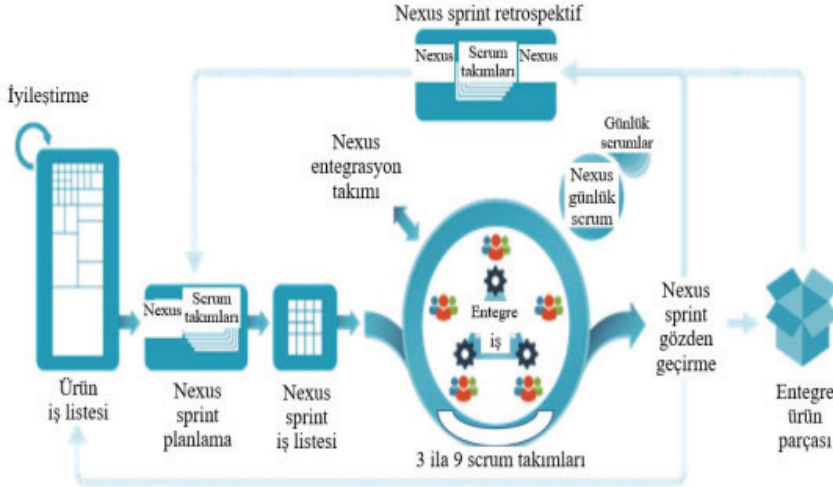 Nexus sprint retrospektif
Nexus
Scrum
takımları
Nexus
İyileştirme
Günlük
scrumlar
Nexus
entegrasyon
takımı
Nexus
günlük
scrum
Nexus
Scrum
takımları
Entegre
iş
Nexus
sprint
gözden
geçirme
Ürün
iş listesi
Nexus
sprint
planlama
Nexus
sprint
iş listesi
3 ila 9 scrum takımları
Entegre
ürün
parçası